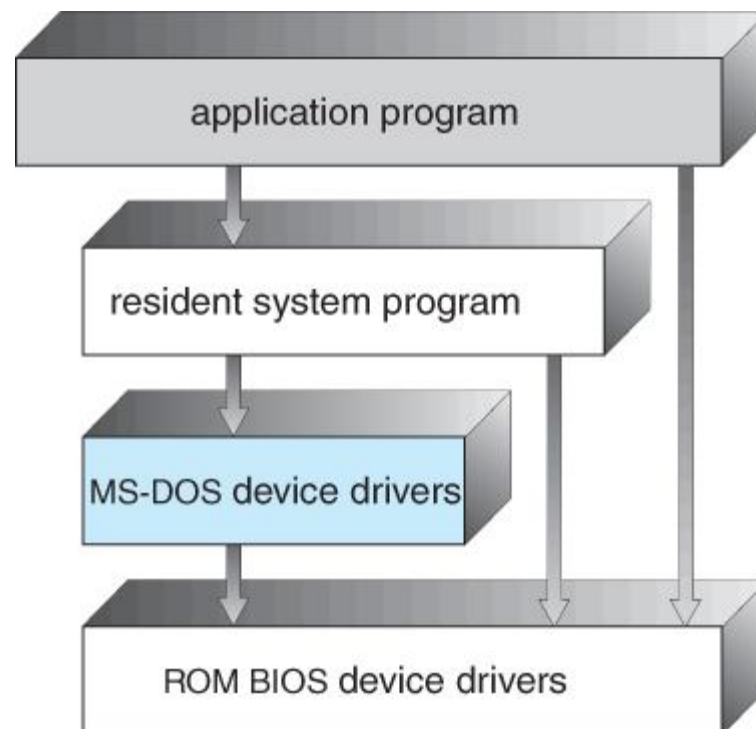 application program
resident system program
MS-DOS device drivers
ROM BIOS device drivers